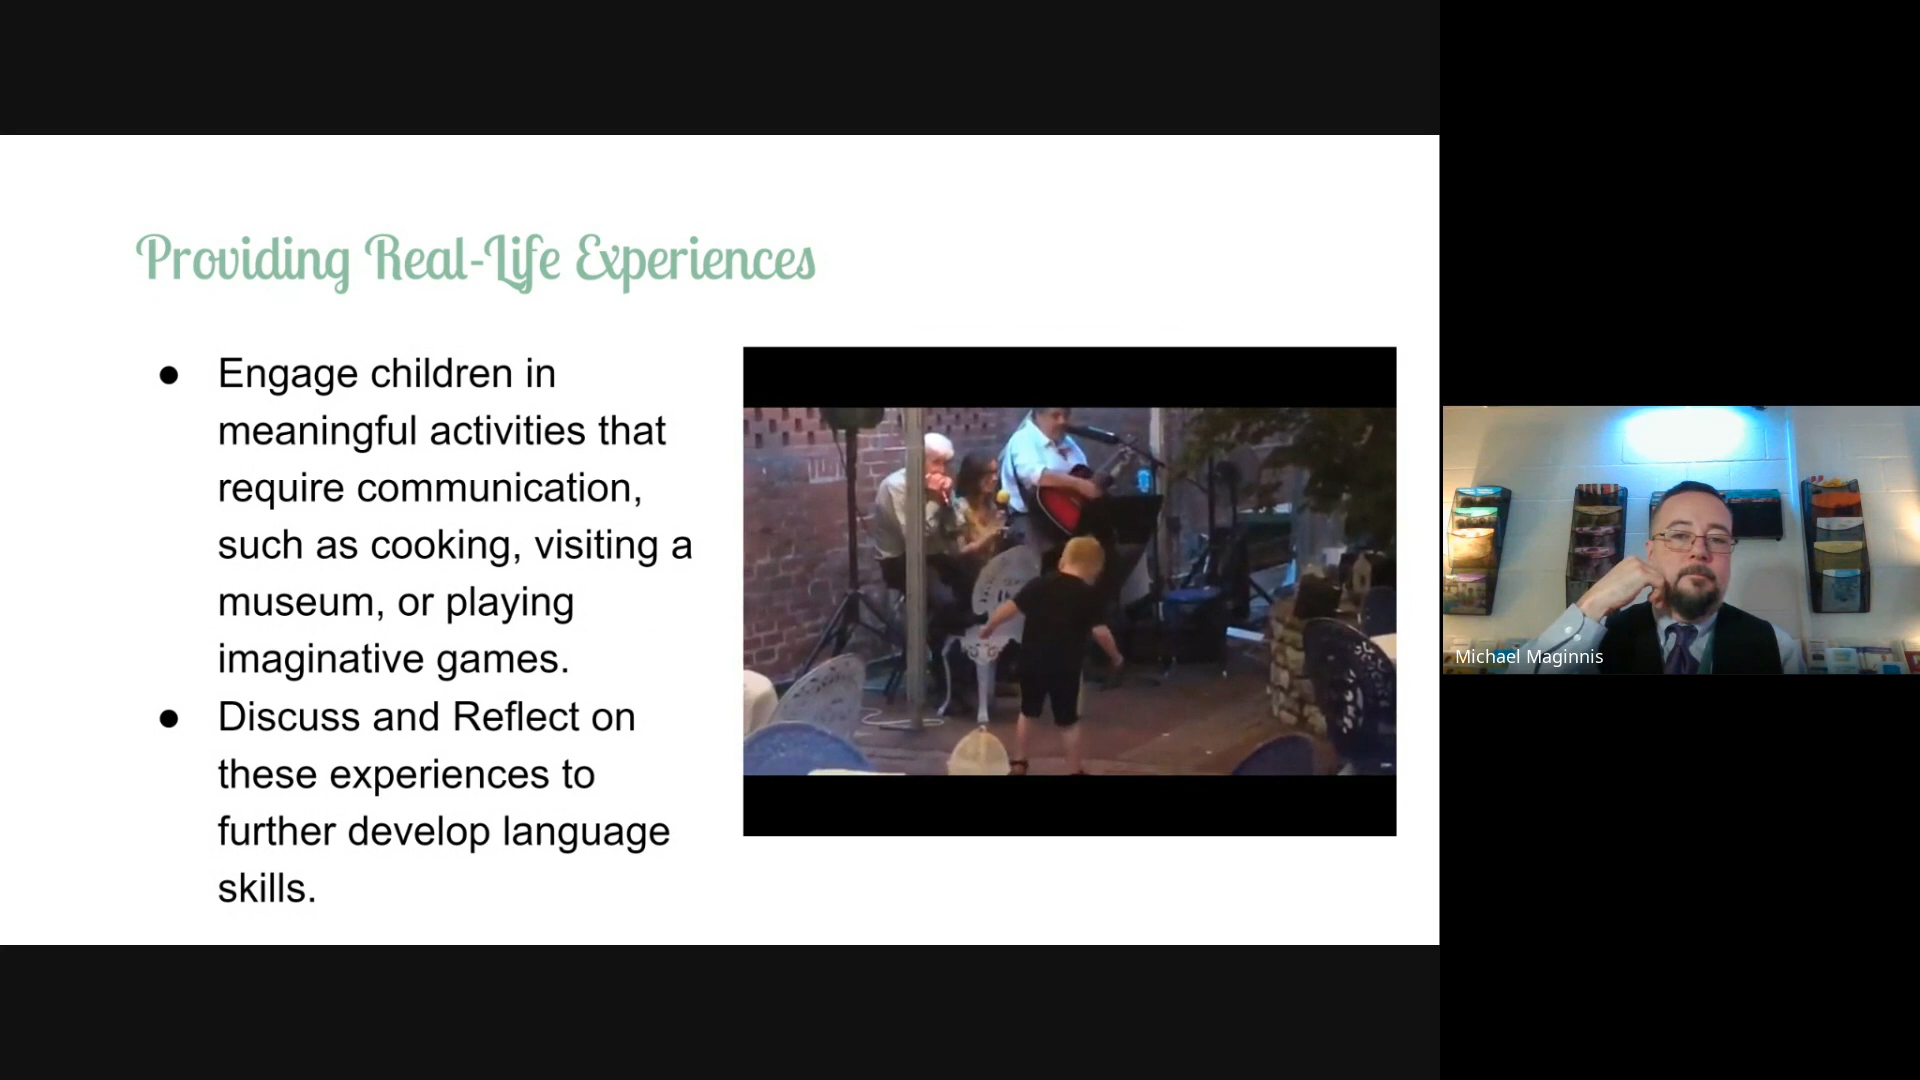 Providing Real-Life Experiences
● Engage children in
meaningful activities that
require communication,
such as cooking, visiting a
museum, or playing
imaginative games.
● Discuss and Reflect on
these experiences to
further develop language
skills.
Michael Maginnis